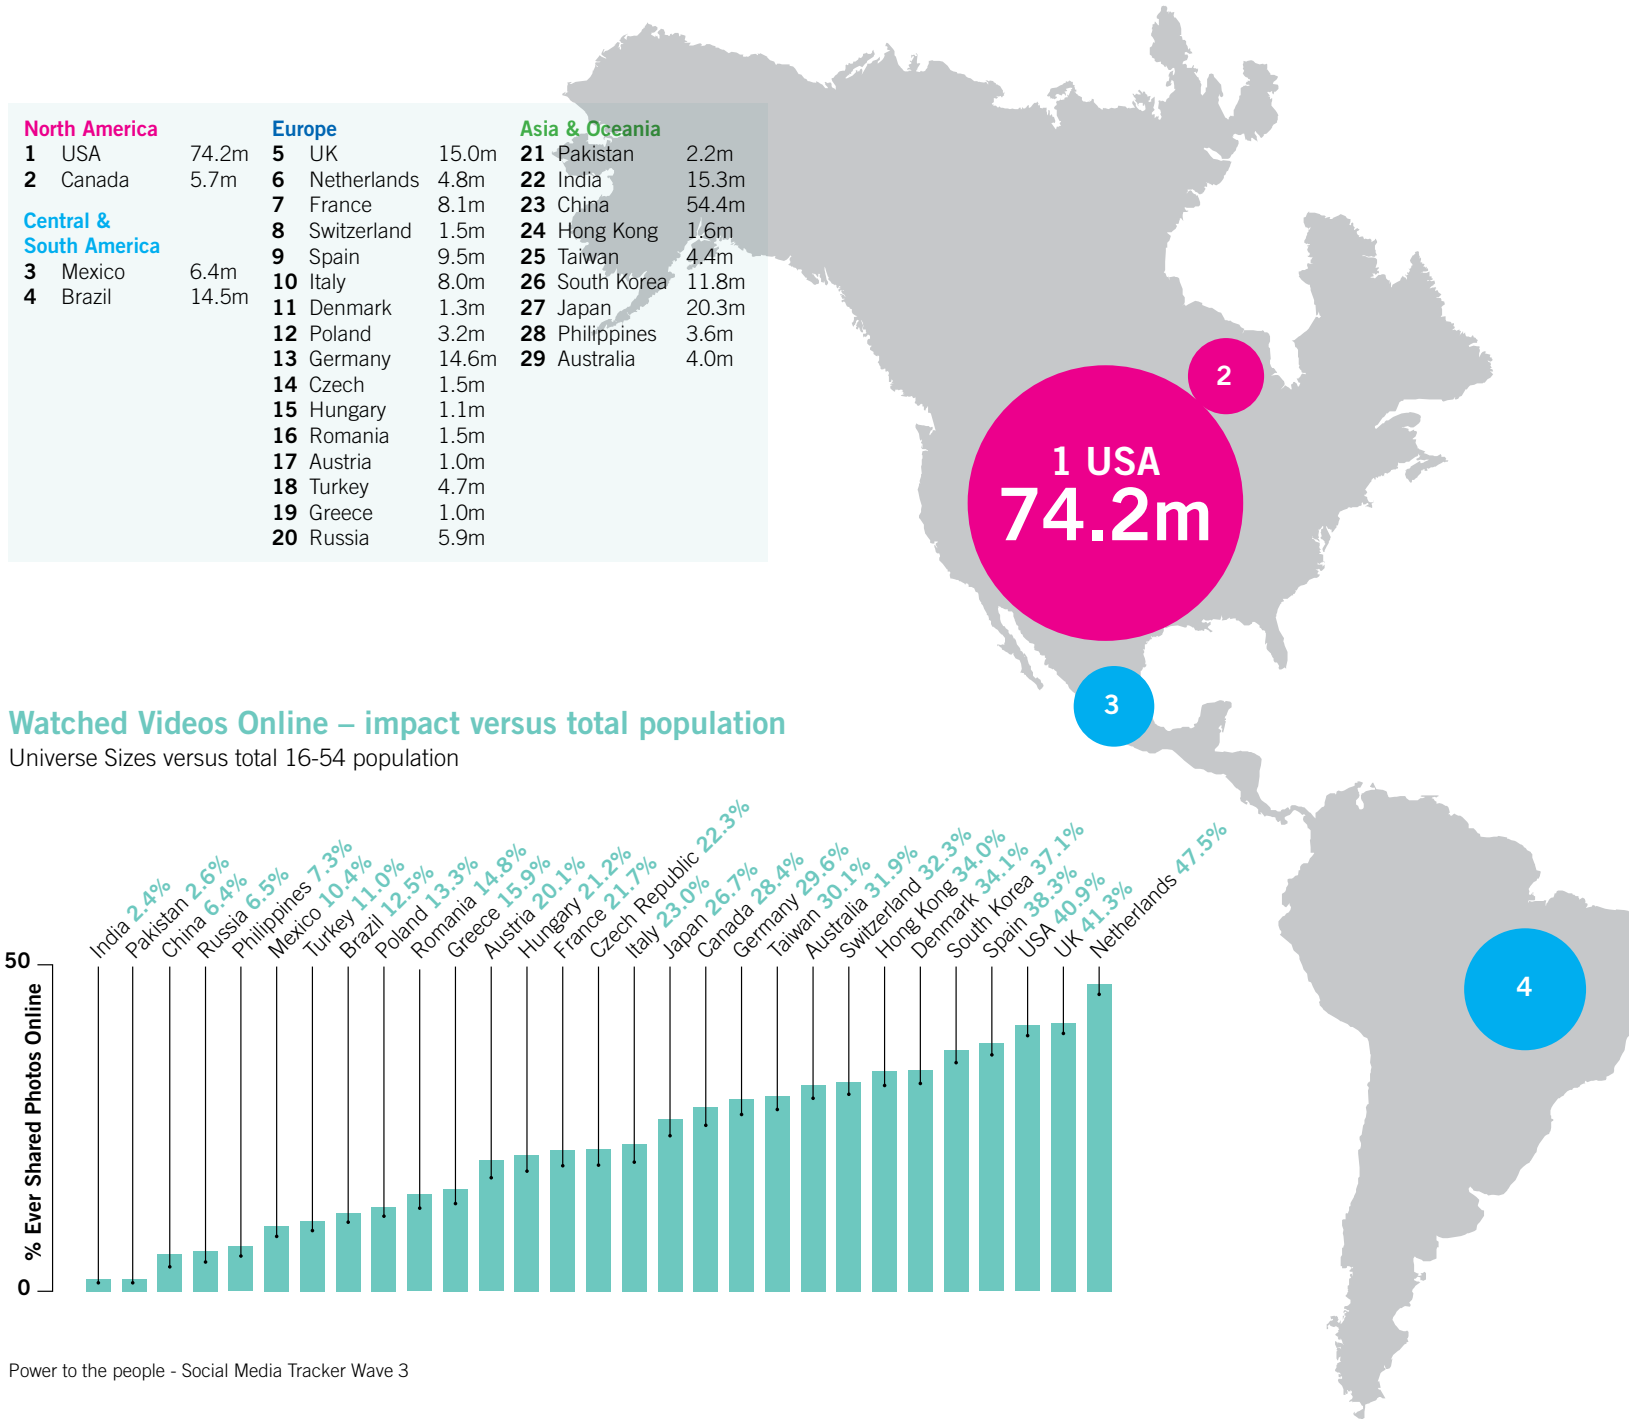 North America
1 USA 74.2m
2 Canada 5.7m
Central &
South America
3 Mexico 6.4m
4 Brazil 14.5m
Europe
5 UK 15.0m
6 Netherlands 4.8m
7 France 8.1m
8 Switzerland 1.5m
9 Spain 9.5m
10 Italy 8.0m
11 Denmark 1.3m
12 Poland 3.2m
13 Germany 14.6m
14 Czech 1.5m
15 Hungary 1.1m
16 Romania 1.5m
17 Austria 1.0m
18 Turkey 4.7m
19 Greece 1.0m
20 Russia 5.9m
Asia & Oceania
21 Pakistan 2.2m
22 India 15.3m
23 China 54.4m
24 Hong Kong 1.6m
25 Taiwan 4.4m
26 South Korea 11.8m
27 Japan 20.3m
28 Philippines 3.6m
29 Australia 4.0m
2
1 USA
74.2m
3
4
Watched Videos Online – impact versus total population
Universe Sizes versus total 16-54 population
India 2.4%
Pakistan 2.6%
China 6.4%
Russia 6.5%
Philippines 7.3%
Mexico 10.4%
Turkey 11.0%
Brazil 12.5%
Poland 13.3%
Romania 14.8%
Greece 15.9%
Austria 20.1%
Hungary 21.2%
France 21.7%
Czech Republic 22.3%
Italy 23.0%
Japan 26.7%
Canada 28.4%
Germany 29.6%
Taiwan 30.1%
Australia 31.9%
Switzerland 32.3%
Hong Kong 34.0%
Denmark 34.1%
South Korea 37.1%
Spain 38.3%
USA 40.9%
UK 41.3%
Netherlands 47.5%
50
% Ever Shared Photos Online
0
Power to the people - Social Media Tracker Wave 3